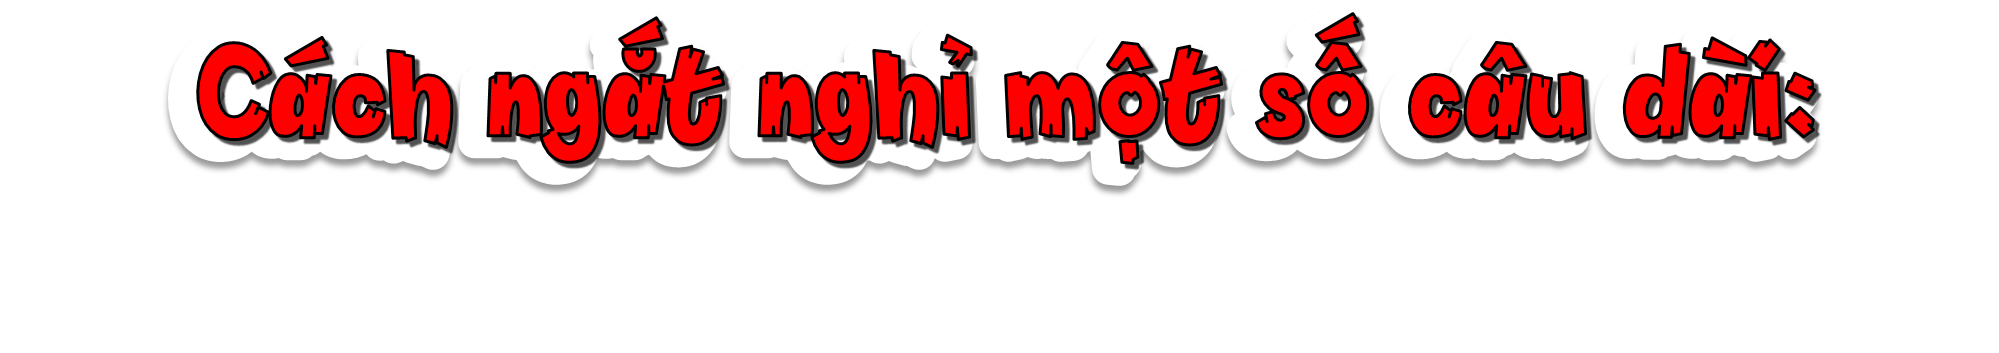 Cách ngắt nghỉ một số câu dài: